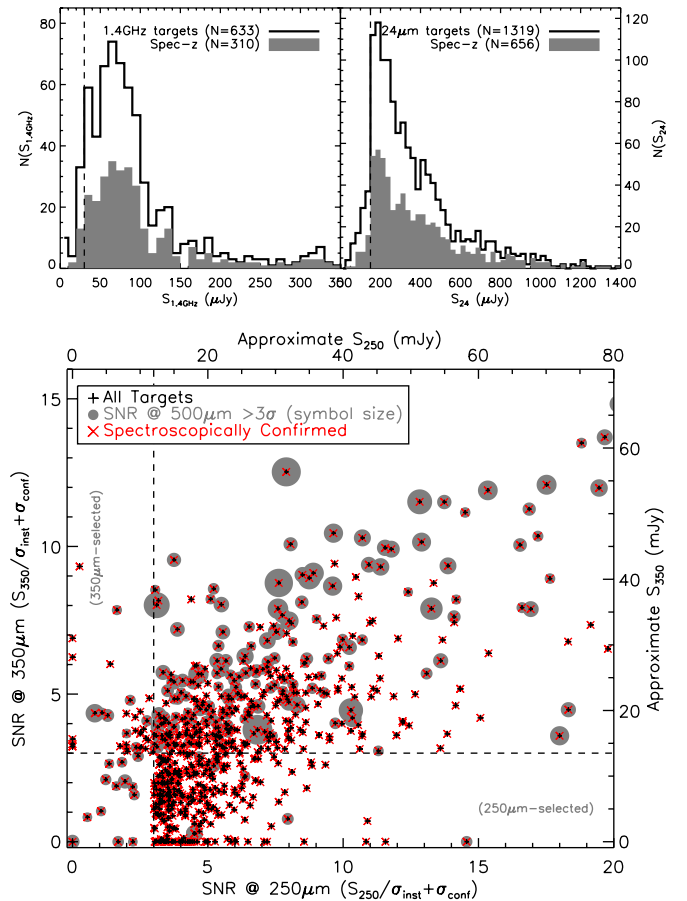 1.4GHz targets (N=633)
Spec-z (N=310)
24μm targets (N=1319)
Spec-z (N=656)
N(S1.4GHz)
80
60
40
20
0
0 50 100 150 200 250 300 350
S1.4GHz (μJy)
200 400 600 800 1000 1200 1400
S24 (μJy)
120
100
80
60
40
20
0
N(S24)
Approximate S250 (mJy)
0 20 40 60 80
+ All Targets
SNR @ 500μm >3σ (symbol size)
× Spectroscopically Confirmed
(350μm-selected)
(250μm-selected)
SNR @ 350μm (S350/σinst+σconf)
15
10
5
0
60
40
20
0
Approximate S350 (mJy)
0 5 10 15 20
SNR @ 250μm (S250/σinst+σconf)